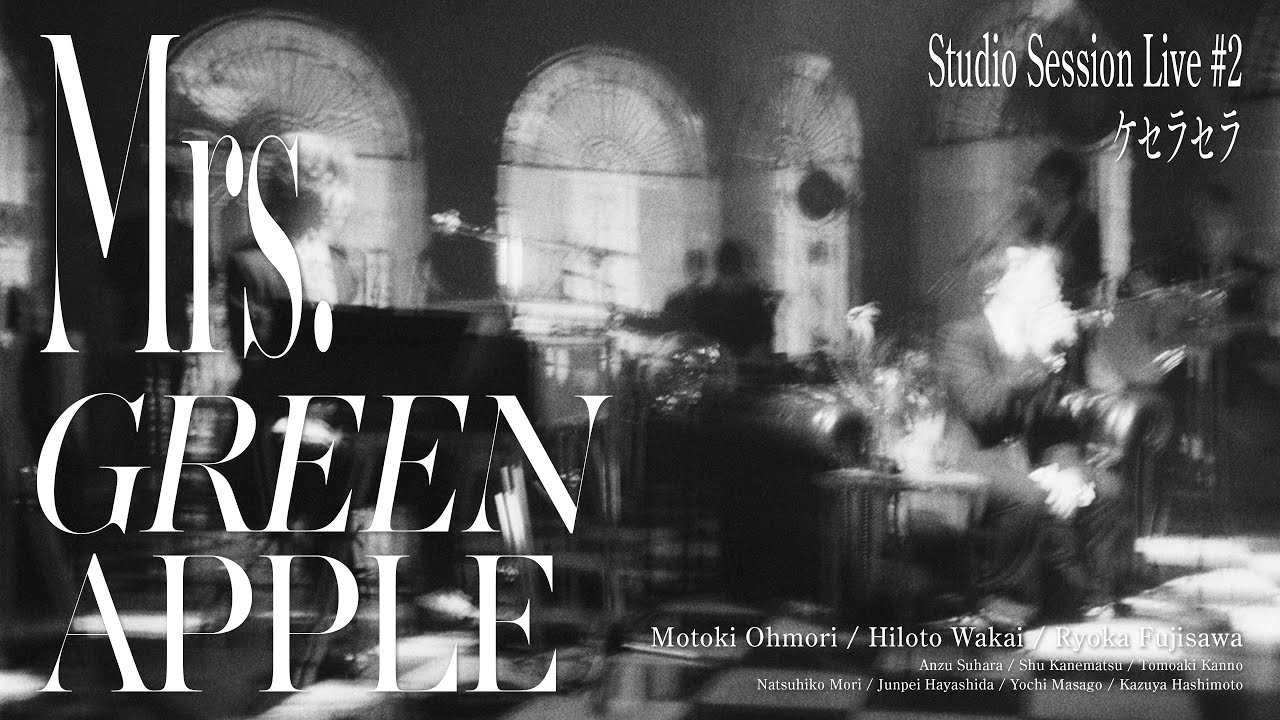 Mrs.
GREEN
APPLE
Studio Session Live #2
ケセラセラ
Motoki Ohmori / Hiloto Wakai / Ryoka Fujisawa
Anzu Suhara / Shu Kanematsu / Tomoaki Kanno
Natsuhiko Mori / Junpei Hayashida / Yochi Masago / Kazuya Hashimoto